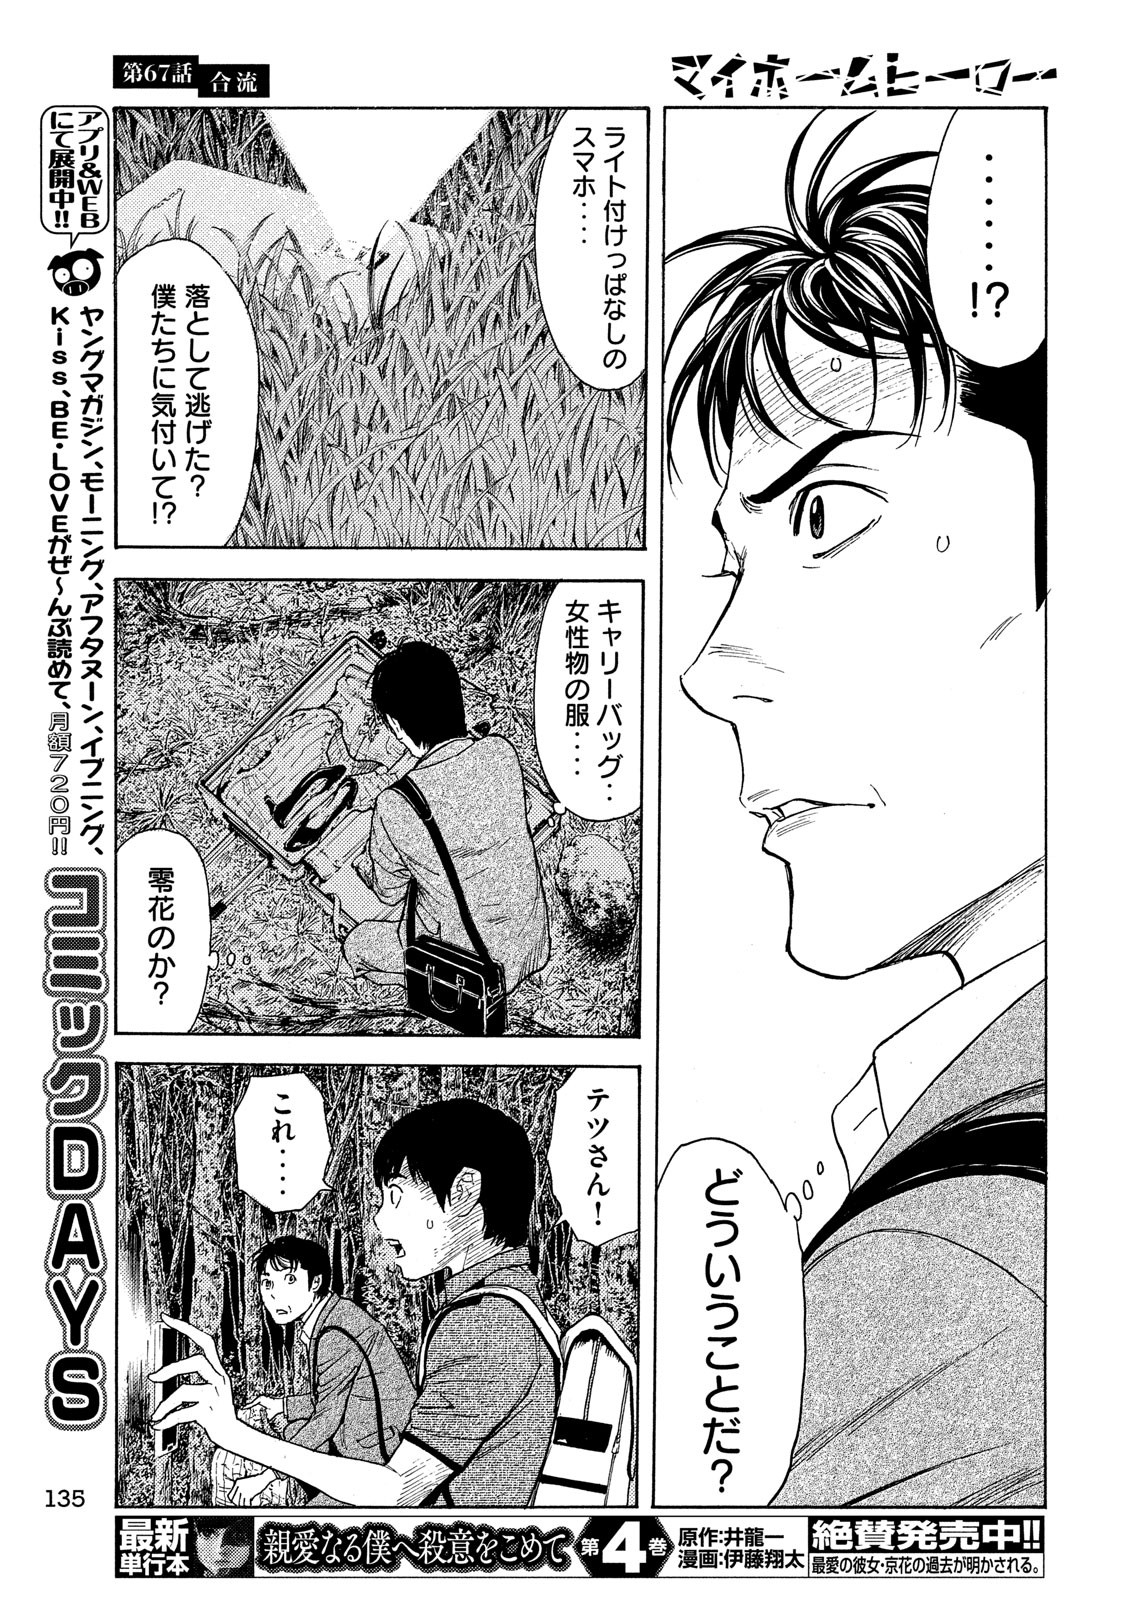 マイホームヒーロー
第67話
合流
・・・・・・・!?
どういうことだ?
ライト付けっぱなしの
スマホ・・・・
落として逃げた?
僕たちに気付いて!?
キャリーバッグ・・
女性物の服・・・・
零花のか?
テツさん!
これ・・・・
アプリ&WEB
にて展開中!!
ヤングマガジン、モーニング、アフタヌーン、イブニング、
Kiss、BE・LOVEがぜ〜んぶ読めて、月額720円!!
コミックDAYS
135
最新
単行本
親愛なる僕へ殺意をこめて
第4巻
原作:井龍一
漫画:伊藤翔太
絶賛発売中!!
最愛の彼女・京花の過去が明かされる。